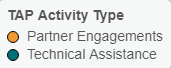 TAP Activity Type
Partner Engagements
Technical Assistance